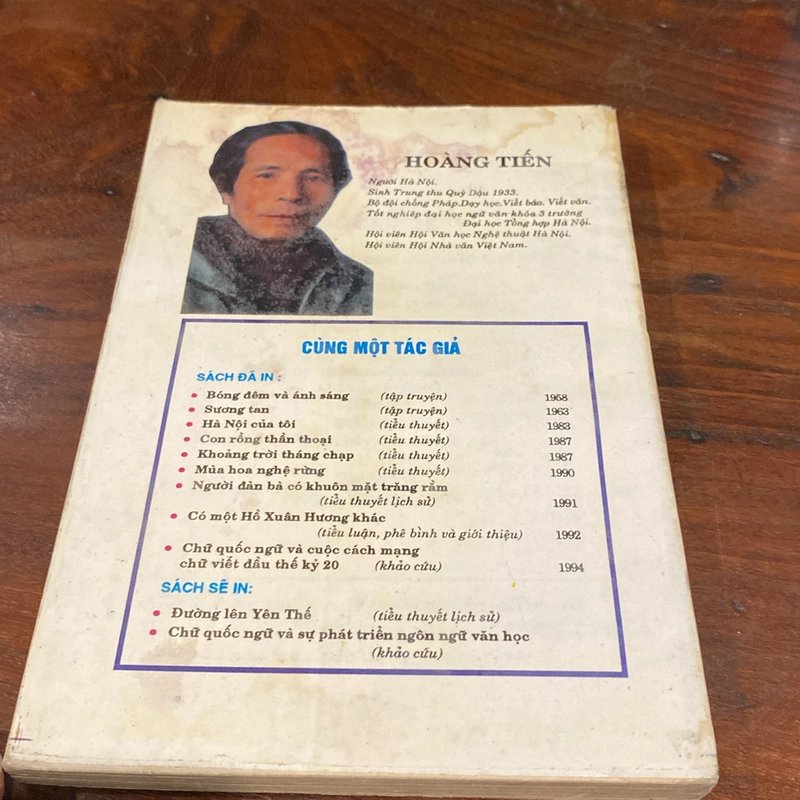 HOÀNG TIẾN
Người Hà Nội.
Sinh Trung thu Quý Dậu 1933.
Bộ đội chống Pháp.Dạy học.Viết báo. Viết văn.
Tốt nghiệp đại học ngữ văn khóa 3 trường
Đại học Tổng hợp Hà Nội.
Hội viên Hội Văn học Nghệ thuật Hà Nội.
Hội viên Hội Nhà văn Việt Nam.
CÙNG MỘT TÁC GIẢ
SÁCH ĐÃ IN :
• Bóng đêm và ánh sáng (tập truyện) 1958
• Sương tan (tập truyện) 1963
• Hà Nội của tôi (tiểu thuyết) 1983
• Con rồng thần thoại (tiểu thuyết) 1987
• Khoảng trời tháng chạp (tiểu thuyết) 1987
• Mùa hoa nghệ rừng (tiểu thuyết) 1990
• Người đàn bà có khuôn mặt trăng rằm
(tiểu thuyết lịch sử) 1991
• Có một Hồ Xuân Hương khác
(tiểu luận, phê bình và giới thiệu) 1992
• Chữ quốc ngữ và cuộc cách mạng
chữ viết đầu thế kỷ 20 (khảo cứu) 1994
SÁCH SẼ IN:
• Đường lên Yên Thế (tiểu thuyết lịch sử)
• Chữ quốc ngữ và sự phát triển ngôn ngữ văn học
(khảo cứu)